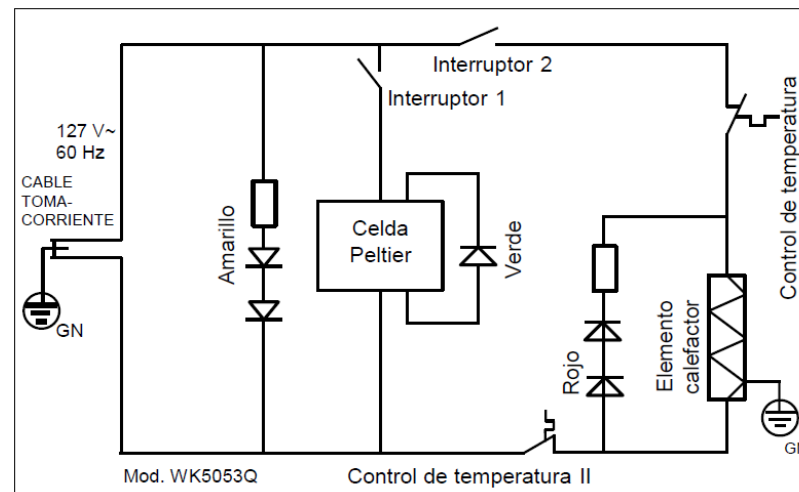 Interruptor 2
Interruptor 1
127 V~
60 Hz
CABLE
TOMA-
CORRIENTE
GN
Amarillo
Celda
Peltier
Verde
Rojo
Elemento
calefactor
Control de temperatura
Mod. WK5053Q
Control de temperatura II